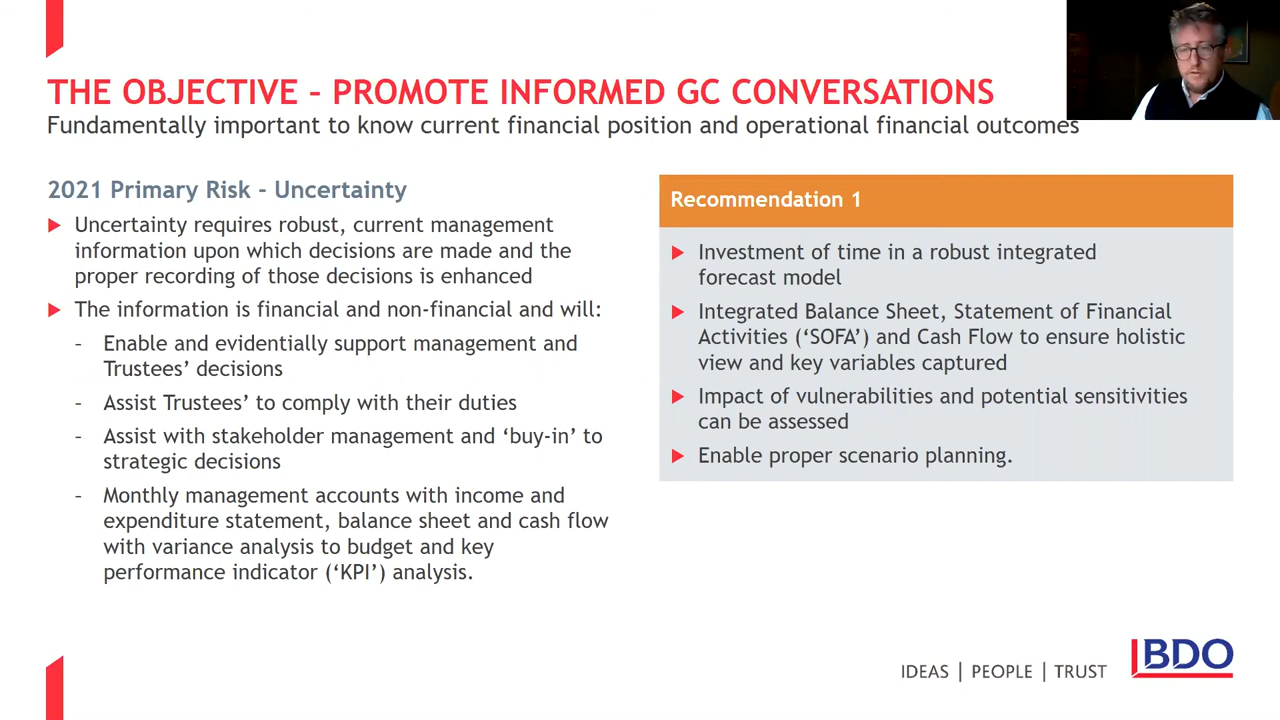 THE OBJECTIVE – PROMOTE INFORMED GC CONVERSATIONS
Fundamentally important to know current financial position and operational financial outcomes
2021 Primary Risk - Uncertainty
Uncertainty requires robust, current management
information upon which decisions are made and the
proper recording of those decisions is enhanced
The information is financial and non-financial and will:
- Enable and evidentially support management and
Trustees’ decisions
- Assist Trustees’ to comply with their duties
- Assist with stakeholder management and ‘buy-in’ to
strategic decisions
- Monthly management accounts with income and
expenditure statement, balance sheet and cash flow
with variance analysis to budget and key
performance indicator (‘KPI’) analysis.
Recommendation 1
Investment of time in a robust integrated
forecast model
Integrated Balance Sheet, Statement of Financial
Activities (‘SOFA’) and Cash Flow to ensure holistic
view and key variables captured
Impact of vulnerabilities and potential sensitivities
can be assessed
Enable proper scenario planning.
IDEAS | PEOPLE | TRUST
BDO